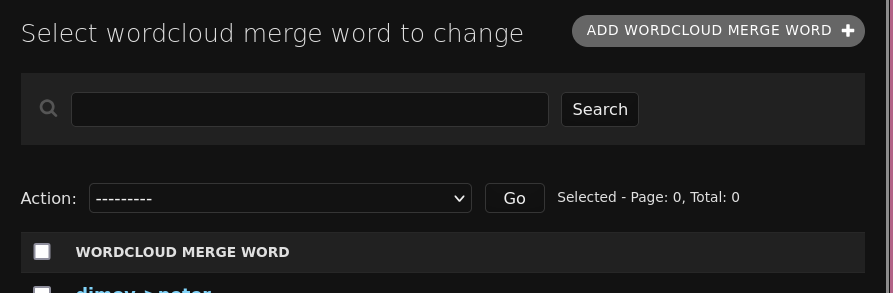 Select wordcloud merge word to change
ADD WORDCLOUD MERGE WORD +
Search
Action: --------- Go Selected - Page: 0, Total: 0
WORDCLOUD MERGE WORD